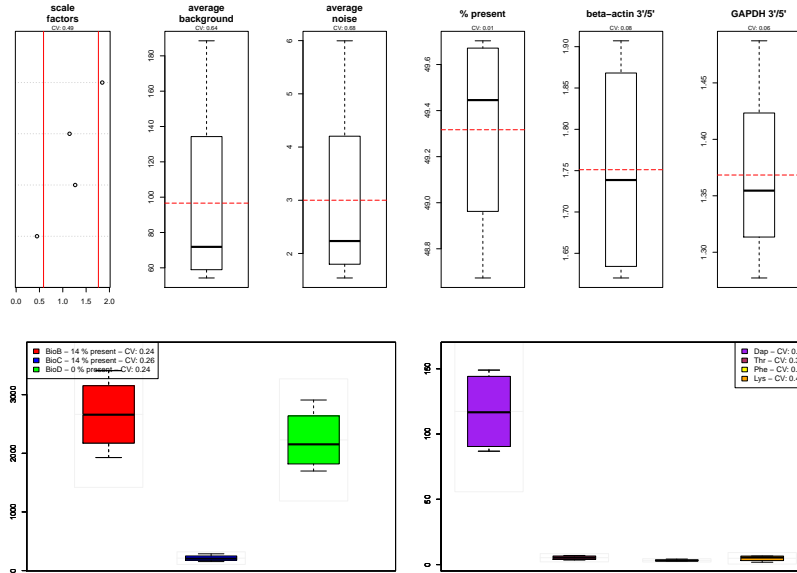 scale factors
CV: 0.49
0.0 0.5 1.0 1.5 2.0
average background
CV: 0.64
60 80 100 120 140 160 180
average noise
CV: 0.68
2 3 4 5 6
% present
CV: 0.01
48.8 49.0 49.2 49.4 49.6
beta−actin 3'/5'
CV: 0.08
1.65 1.70 1.75 1.80 1.85 1.90
GAPDH 3'/5'
CV: 0.06
1.30 1.35 1.40 1.45
BioB − 14 % present − CV: 0.24
BioC − 14 % present − CV: 0.26
BioD − 0 % present − CV: 0.24
0 1000 2000 3000
Dap − CV: 0.
Thr − CV:
Phe − CV: 0.
Lys − CV: 0.
0 50 100 150